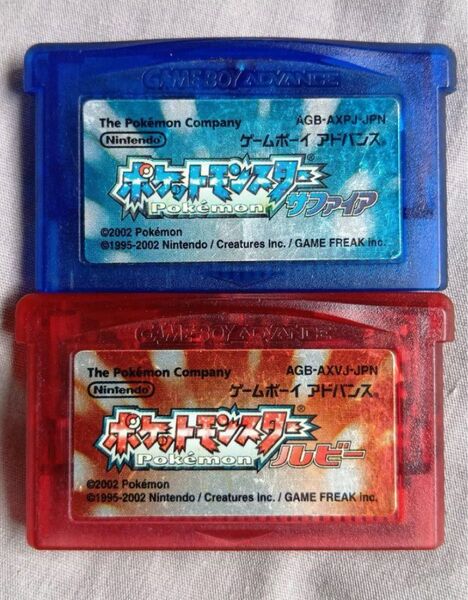 GAME BOY ADVANCE
The Pokémon Company AGB-AXPJ-JPN
Nintendo® ゲームボーイ アドバンス®
ポケットモンスター®
Pokémon サファイア
©2002 Pokémon
©1995-2002 Nintendo / Creatures inc. / GAME FREAK inc.
GAME BOY ADVANCE
The Pokémon Company AGB-AXVJ-JPN
Nintendo® ゲームボーイ アドバンス®
ポケットモンスター®
Pokémon ルビー
©2002 Pokémon
©1995-2002 Nintendo / Creatures inc. / GAME FREAK inc.